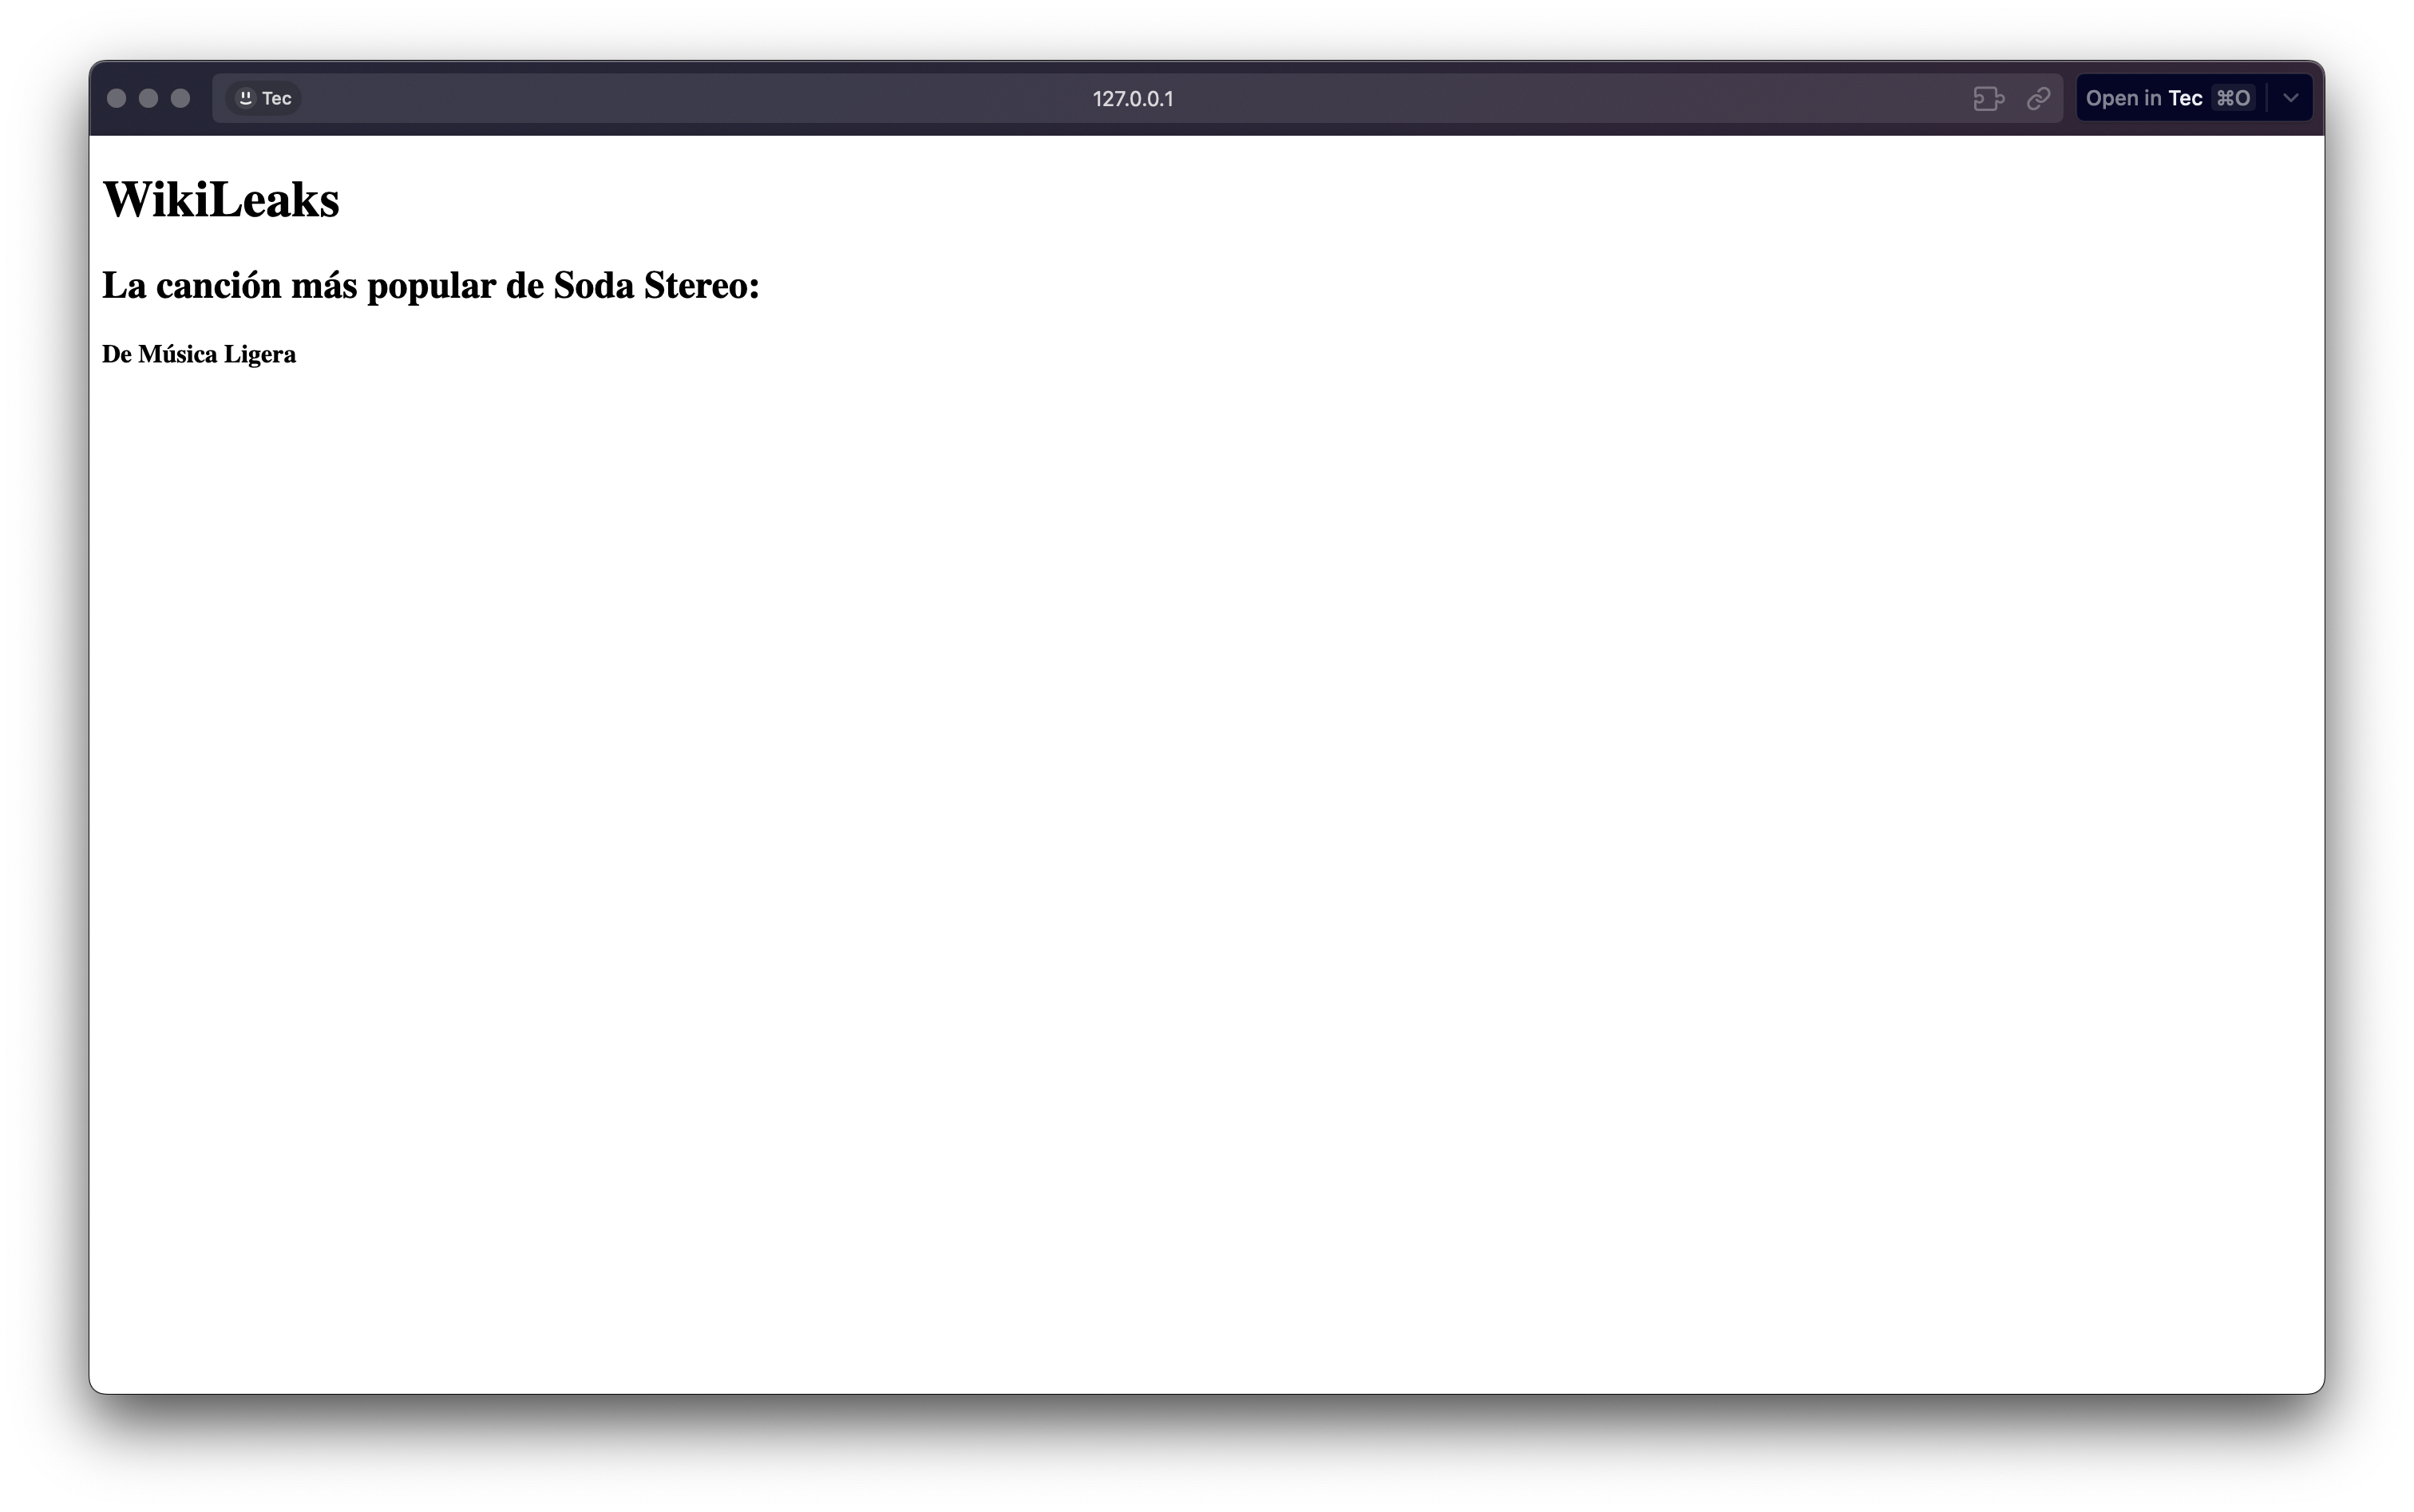 Tec
127.0.0.1
Open in Tec ⌘O
WikiLeaks
La canción más popular de Soda Stereo:
De Música Ligera